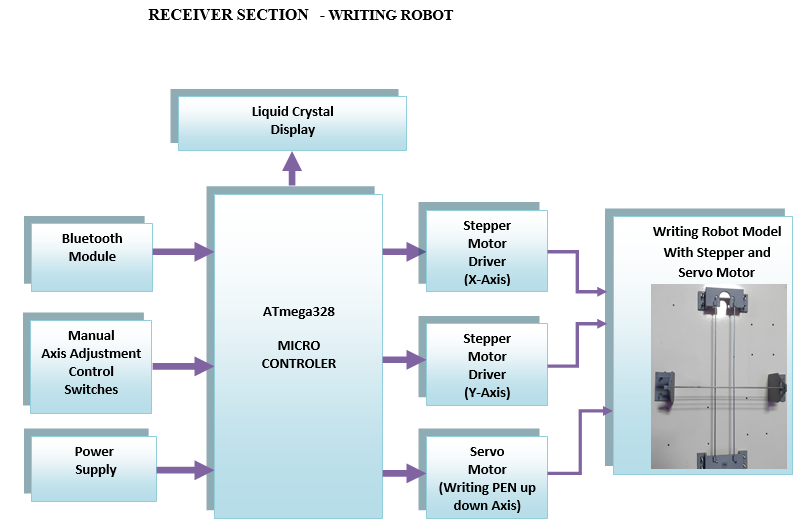 RECEIVER SECTION - WRITING ROBOT
Liquid Crystal
Display
Bluetooth
Module
Manual
Axis Adjustment
Control
Switches
Power
Supply
ATmega328
MICRO
CONTROLER
Stepper
Motor
Driver
(X-Axis)
Stepper
Motor
Driver
(Y-Axis)
Servo
Motor
(Writing PEN up
down Axis)
Writing Robot Model
With Stepper and
Servo Motor